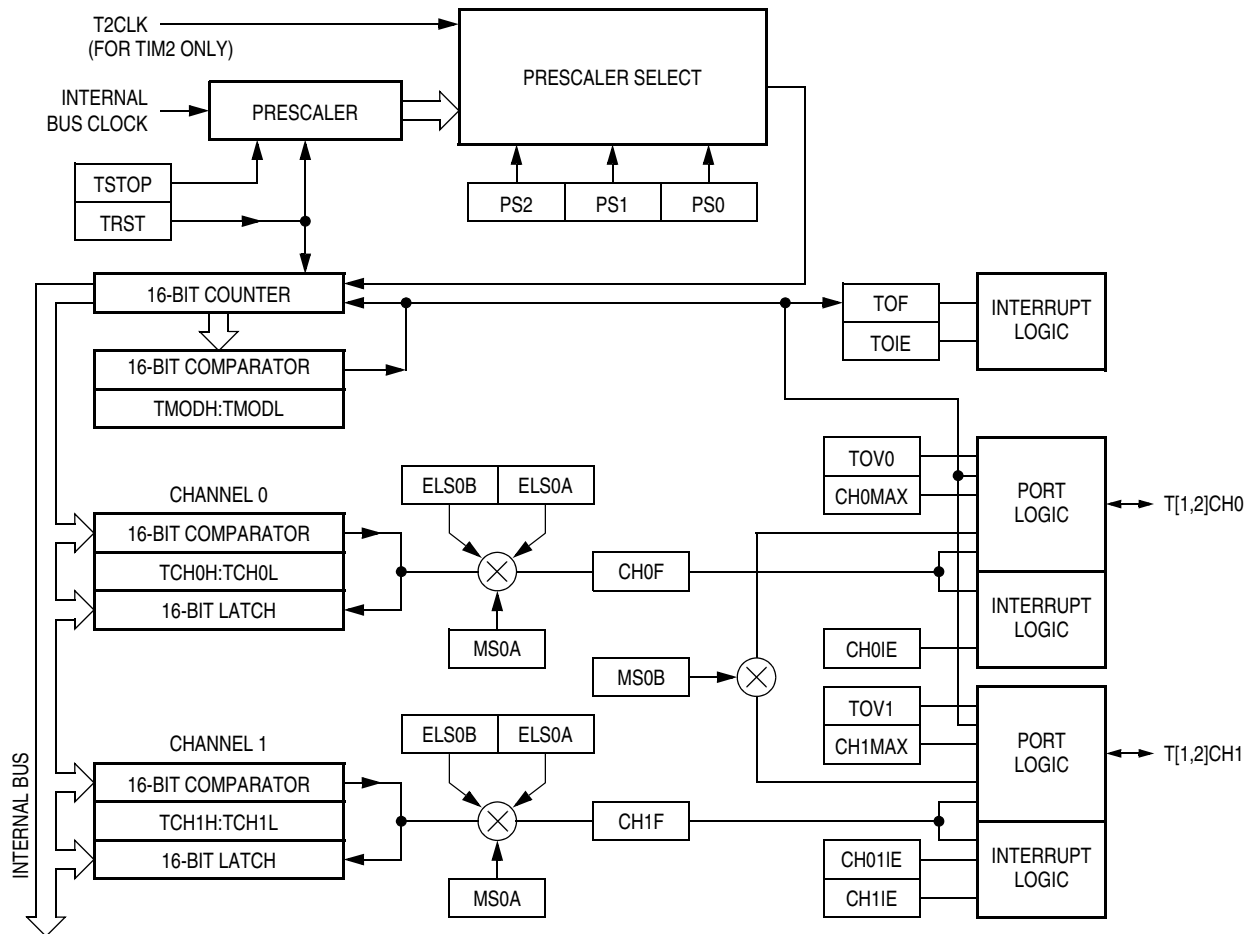 T2CLK
(FOR TIM2 ONLY)
PRESCALER SELECT
INTERNAL
BUS CLOCK
PRESCALER
TSTOP
TRST
PS2
PS1
PS0
16-BIT COUNTER
TOF
TOIE
INTERRUPT
LOGIC
16-BIT COMPARATOR
TMODH:TMODL
CHANNEL 0
ELS0B
ELS0A
TOV0
CH0MAX
PORT
LOGIC
T[1,2]CH0
16-BIT COMPARATOR
TCH0H:TCH0L
16-BIT LATCH
CH0F
MS0A
INTERRUPT
LOGIC
CH0IE
MS0B
CHANNEL 1
ELS0B
ELS0A
TOV1
CH1MAX
PORT
LOGIC
T[1,2]CH1
16-BIT COMPARATOR
TCH1H:TCH1L
16-BIT LATCH
CH1F
MS0A
CH01IE
CH1IE
INTERRUPT
LOGIC
INTERNAL BUS